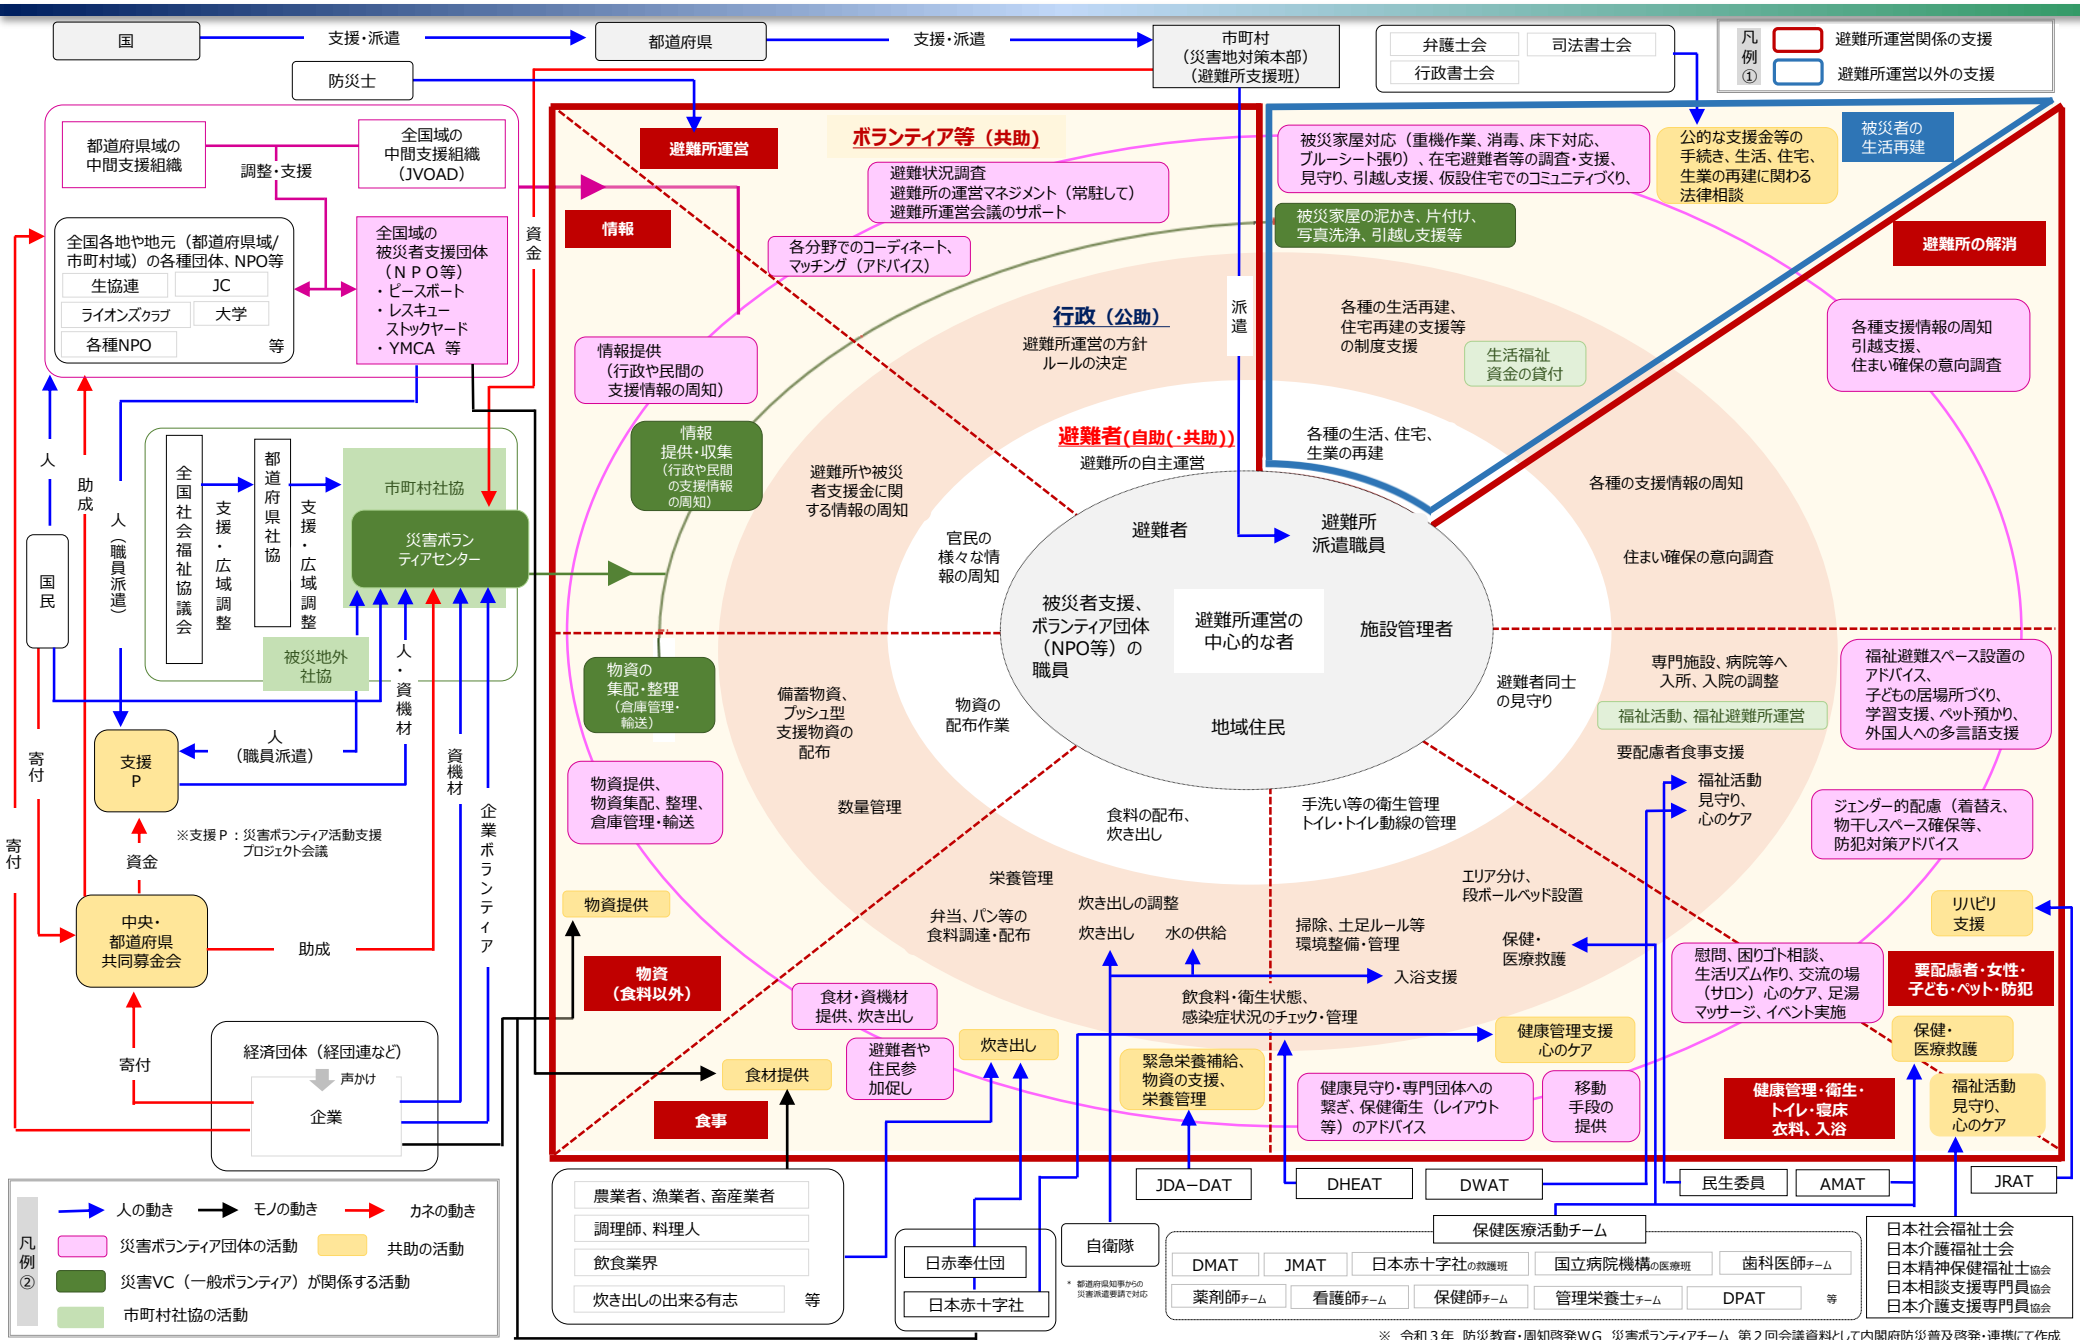 国
支援・派遣
都道府県
支援・派遣
市町村
（災害地対策本部）
（避難所支援班）
弁護士会
司法書士会
行政書士会
凡例①
避難所運営関係の支援
避難所運営以外の支援
防災士
都道府県域の
中間支援組織
全国域の
中間支援組織
（JVOAD）
調整・支援
全国各地や地元（都道府県域/
市町村域）の各種団体、NPO等
生協連
JC
ライオンズクラブ
大学
各種NPO
等
全国域の
被災者支援団体
（ＮＰＯ等）
・ピースボート
・レスキュー
ストックヤード
・YMCA 等
資金
避難所運営
情報
ボランティア等（共助）
避難状況調査
避難所の運営マネジメント（常駐して）
避難所運営会議のサポート
各分野でのコーディネート、
マッチング（アドバイス）
被災家屋対応（重機作業、消毒、床下対応、
ブルーシート張り）、在宅避難者等の調査・支援、
見守り、引越し支援、仮設住宅でのコミュニティづくり、
公的な支援金等の
手続き、生活、住宅、
生業の再建に関わる
法律相談
被災者の
生活再建
被災家屋の泥かき、片付け、
写真洗浄、引越し支援等
避難所の解消
行政（公助）
避難所運営の方針
ルールの決定
派遣
各種の生活再建、
住宅再建の支援等
の制度支援
生活福祉
資金の貸付
各種支援情報の周知
引越支援、
住まい確保の意向調査
情報提供
（行政や民間の
支援情報の周知）
情報
提供・収集
（行政や民間
の支援情報
の周知）
避難所や被災
者支援金に関
する情報の周知
避難者(自助(・共助))
避難所の自主運営
各種の生活、住宅、
生業の再建
各種の支援情報の周知
住まい確保の意向調査
官民の
様々な情
報の周知
避難者
避難所
派遣職員
被災者支援、
ボランティア団体
（NPO等）の
職員
避難所運営の
中心的な者
施設管理者
地域住民
人
助成
人（職員派遣）
全国社会福祉協議会
支援・広域調整
都道府県社協
支援・広域調整
市町村社協
災害ボラン
ティアセンター
被災地外
社協
国民
人・資機材
寄付
支援
P
人
（職員派遣）
資機材
企業ボランティア
※支援Ｐ：災害ボランティア活動支援
プロジェクト会議
寄付
資金
中央・
都道府県
共同募金会
助成
寄付
経済団体（経団連など）
声かけ
企業
物資の
集配・整理
（倉庫管理・
輸送）
備蓄物資、
プッシュ型
支援物資の
配布
物資の
配布作業
物資提供、
物資集配、整理、
倉庫管理・輸送
数量管理
食料の配布、
炊き出し
手洗い等の衛生管理
トイレ・トイレ動線の管理
避難者同士
の見守り
専門施設、病院等へ
入所、入院の調整
福祉活動、福祉避難所運営
要配慮者食事支援
福祉活動
見守り、
心のケア
福祉避難スペース設置の
アドバイス、
子どもの居場所づくり、
学習支援、ペット預かり、
外国人への多言語支援
ジェンダー的配慮（着替え、
物干しスペース確保等、
防犯対策アドバイス
物資提供
栄養管理
弁当、パン等の
食料調達・配布
炊き出しの調整
炊き出し
水の供給
掃除、土足ルール等
環境整備・管理
エリア分け、
段ボールベッド設置
保健・
医療救護
入浴支援
リハビリ
支援
物資
（食料以外）
食材・資機材
提供、炊き出し
飲食料・衛生状態、
感染症状況のチェック・管理
慰問、困りゴト相談、
生活リズム作り、交流の場
（サロン）心のケア、足湯
マッサージ、イベント実施
要配慮者・女性・
子ども・ペット・防犯
避難者や
住民参
加促し
炊き出し
健康管理支援
心のケア
保健・
医療救護
食材提供
緊急栄養補給、
物資の支援、
栄養管理
健康見守り・専門団体への
繋ぎ、保健衛生（レイアウト
等）のアドバイス
移動
手段の
提供
健康管理・衛生・
トイレ・寝床
衣料、入浴
福祉活動
見守り、
心のケア
食事
農業者、漁業者、畜産業者
調理師、料理人
飲食業界
炊き出しの出来る有志
等
JDA－DAT
DHEAT
DWAT
民生委員
AMAT
JRAT
日赤奉仕団
日本赤十字社
自衛隊
* 都道府県知事からの
災害派遣要請で対応
保健医療活動チーム
DMAT
JMAT
日本赤十字社の救護班
国立病院機構の医療班
歯科医師チーム
薬剤師チーム
看護師チーム
保健師チーム
管理栄養士チーム
DPAT
等
日本社会福祉士会
日本介護福祉士会
日本精神保健福祉士協会
日本相談支援専門員協会
日本介護支援専門員協会
凡例②
人の動き
モノの動き
カネの動き
災害ボランティア団体の活動
共助の活動
災害VC（一般ボランティア）が関係する活動
市町村社協の活動
※ 令和３年 防災教育・周知啓発ＷＧ 災害ボランティアチーム 第２回会議資料として内閣府防災普及啓発・連携にて作成